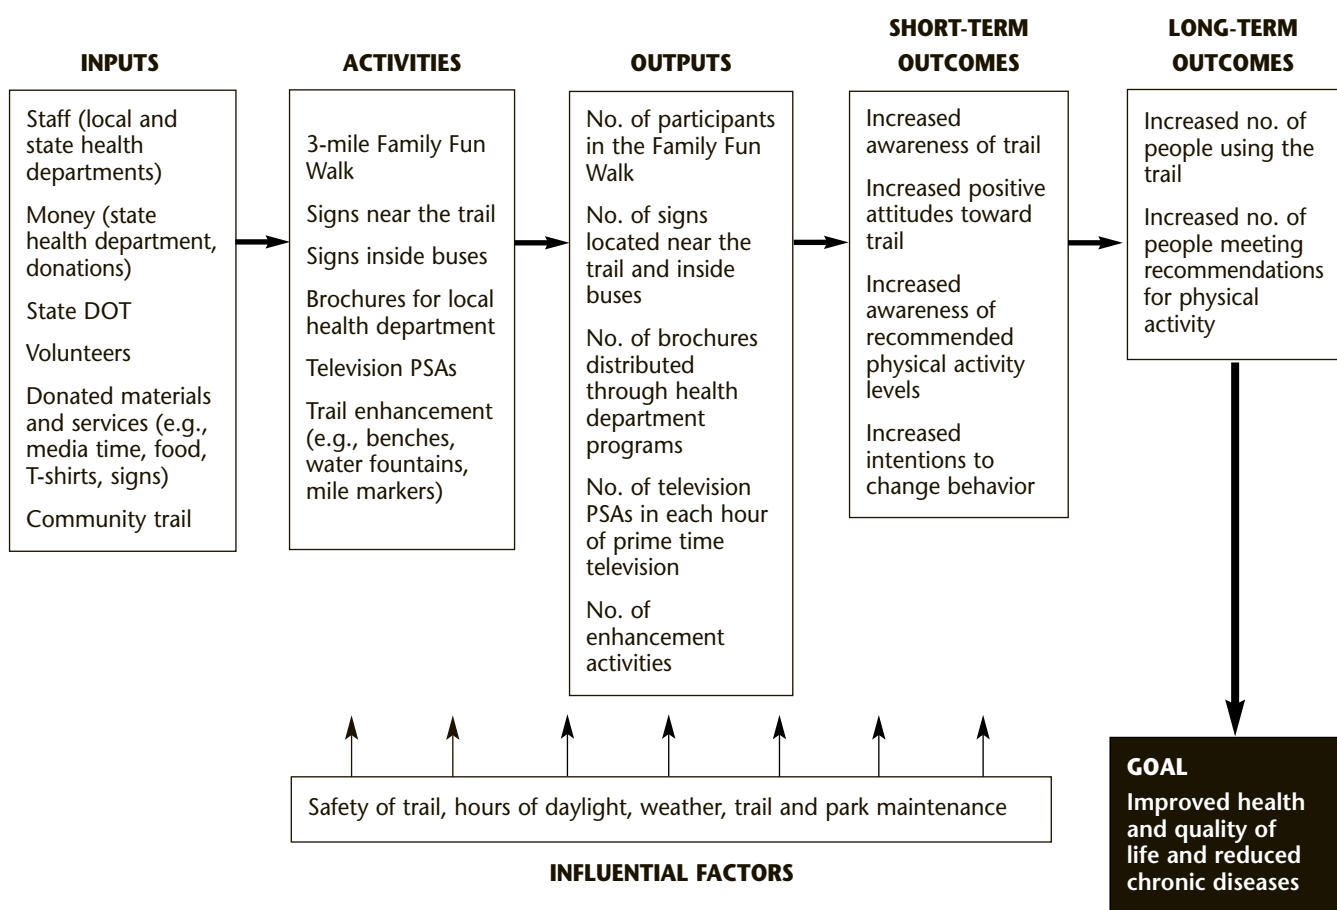 INPUTS
Staff (local and
state health
departments)
Money (state
health department,
donations)
State DOT
Volunteers
Donated materials
and services (e.g.,
media time, food,
T-shirts, signs)
Community trail
ACTIVITIES
3-mile Family Fun
Walk
Signs near the trail
Signs inside buses
Brochures for local
health department
Television PSAs
Trail enhancement
(e.g., benches,
water fountains,
mile markers)
OUTPUTS
No. of participants
in the Family Fun
Walk
No. of signs
located near the
trail and inside
buses
No. of brochures
distributed
through health
department
programs
No. of television
PSAs in each hour
of prime time
television
No. of
enhancement
activities
SHORT-TERM
OUTCOMES
Increased
awareness of trail
Increased positive
attitudes toward
trail
Increased
awareness of
recommended
physical activity
levels
Increased
intentions to
change behavior
LONG-TERM
OUTCOMES
Increased no. of
people using the
trail
Increased no. of
people meeting
recommendations
for physical
activity
Safety of trail, hours of daylight, weather, trail and park maintenance
INFLUENTIAL FACTORS
GOAL
Improved health
and quality of
life and reduced
chronic diseases